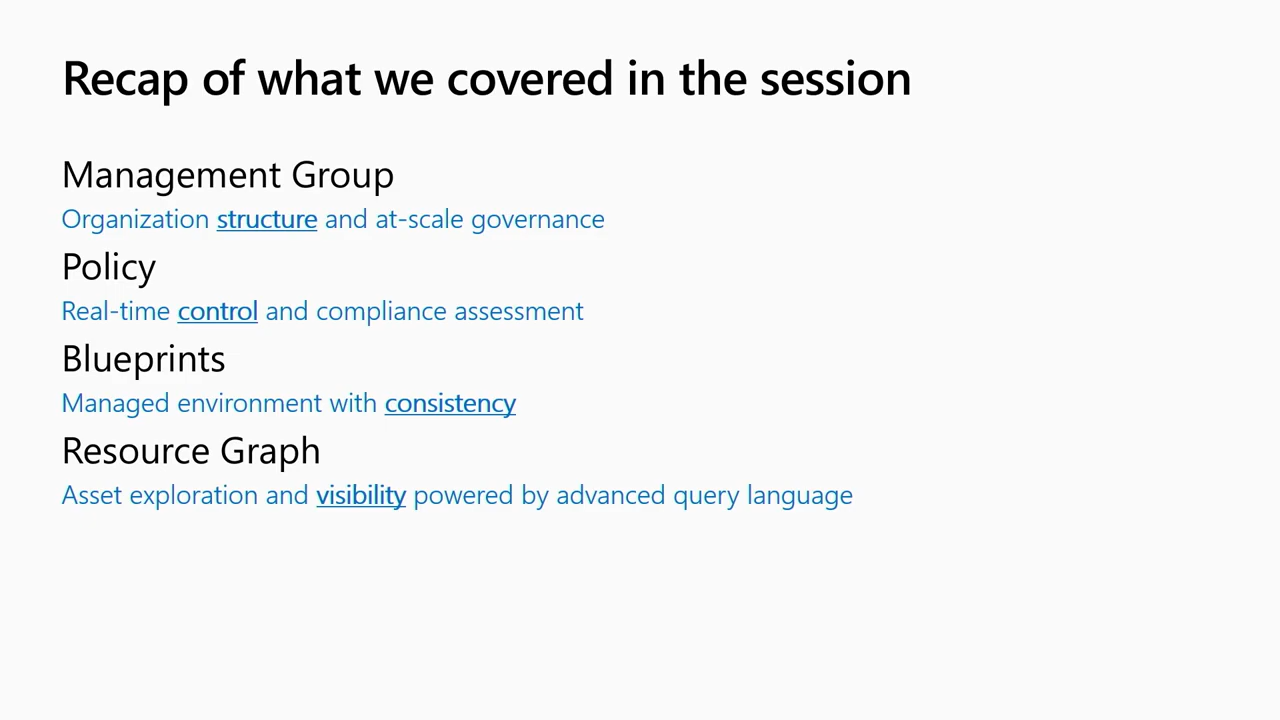 Recap of what we covered in the session
Management Group
Organization structure and at-scale governance
Policy
Real-time control and compliance assessment
Blueprints
Managed environment with consistency
Resource Graph
Asset exploration and visibility powered by advanced query language